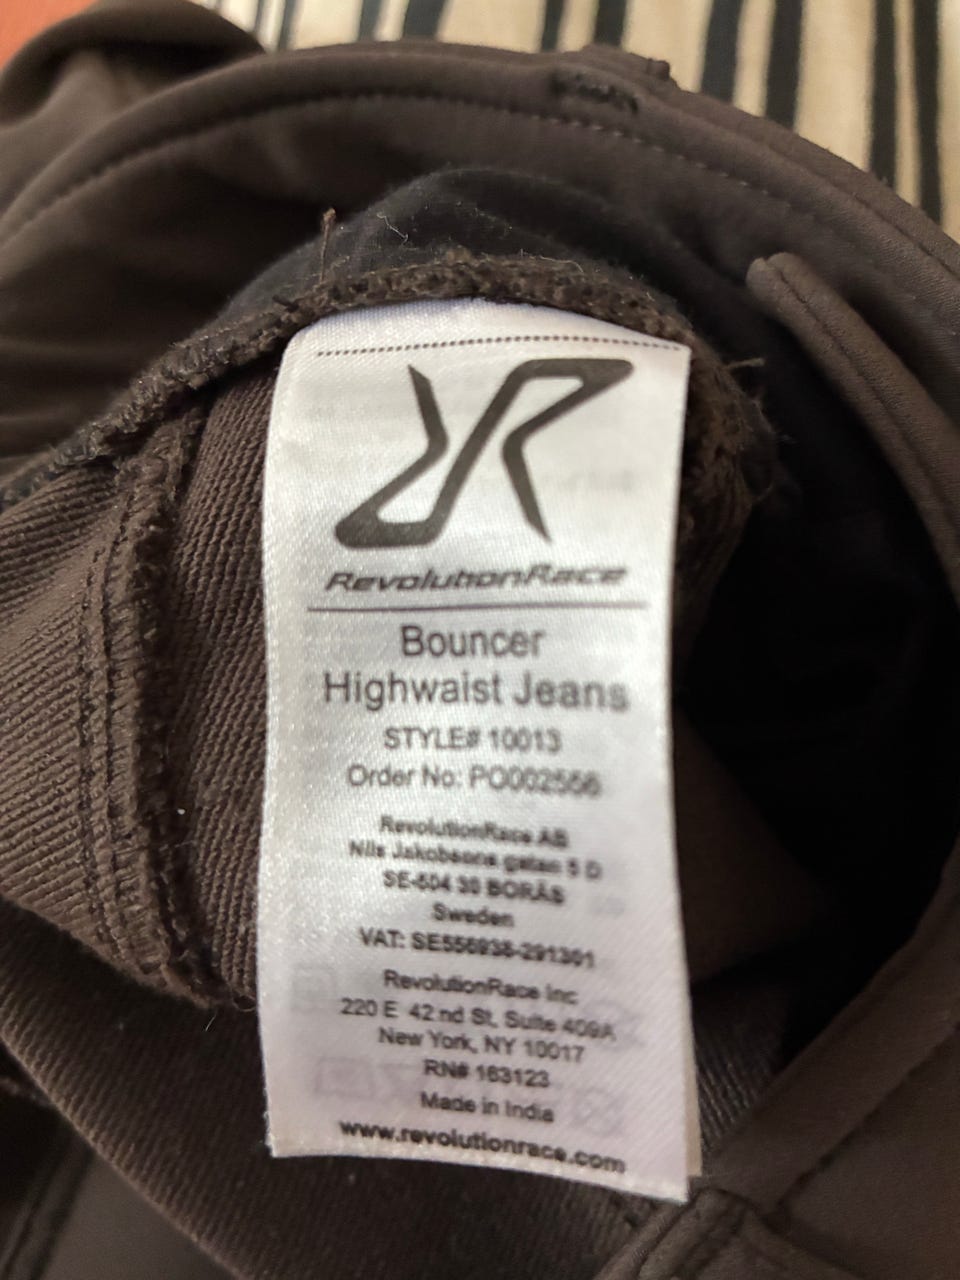 RevolutionRace
Bouncer
Highwaist Jeans
STYLE# 10013
Order No: PO002556
RevolutionRace AB
Nils Jakobsons gatan 5 D
SE-504 30 BORÅS
Sweden
VAT: SE556938-291301
RevolutionRace Inc
220 E 42 nd St, Suite 409A
New York, NY 10017
RN# 163123
Made in India
www.revolutionrace.com